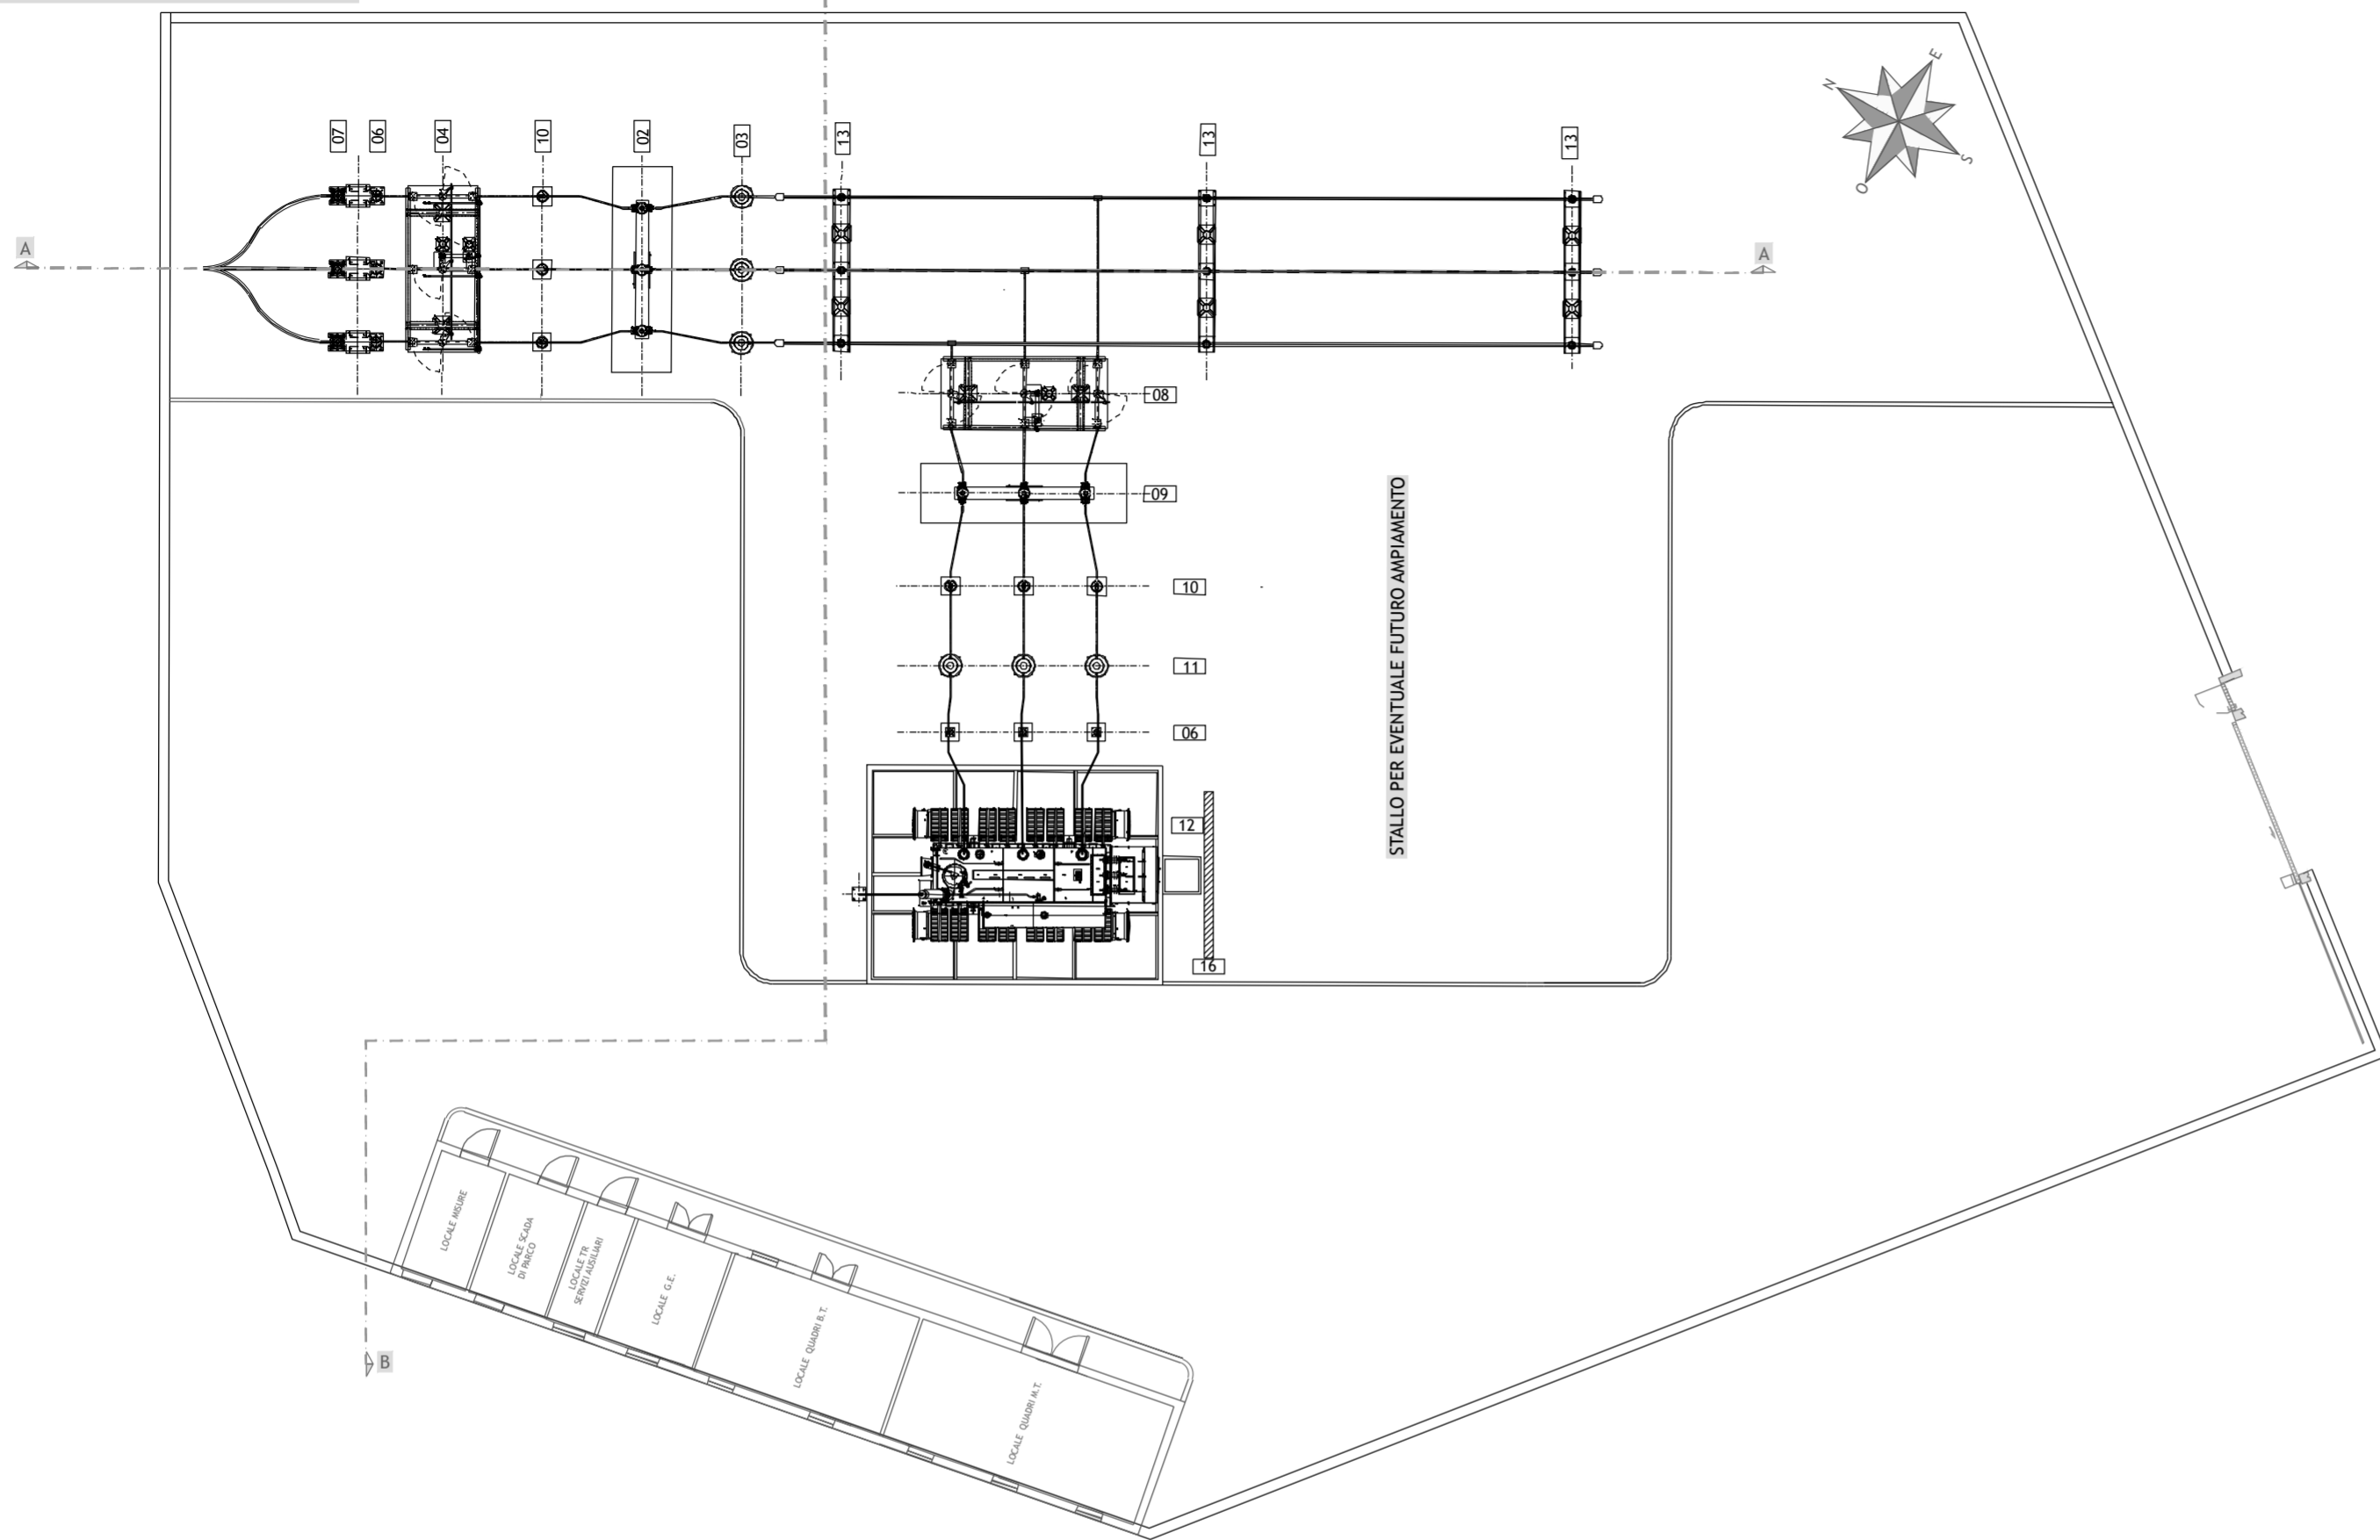 07
06
04
10
02
03
13
13
13
N
E
S
O
A
A
08
09
10
11
06
12
16
STALLO PER EVENTUALE FUTURO AMPIAMENTO
LOCALE MISURE
LOCALE SCADA
DI PARCO
LOCALE TR
SERVIZI AUSILIARI
LOCALE G.E.
LOCALE QUADRI B.T.
LOCALE QUADRI M.T.
B